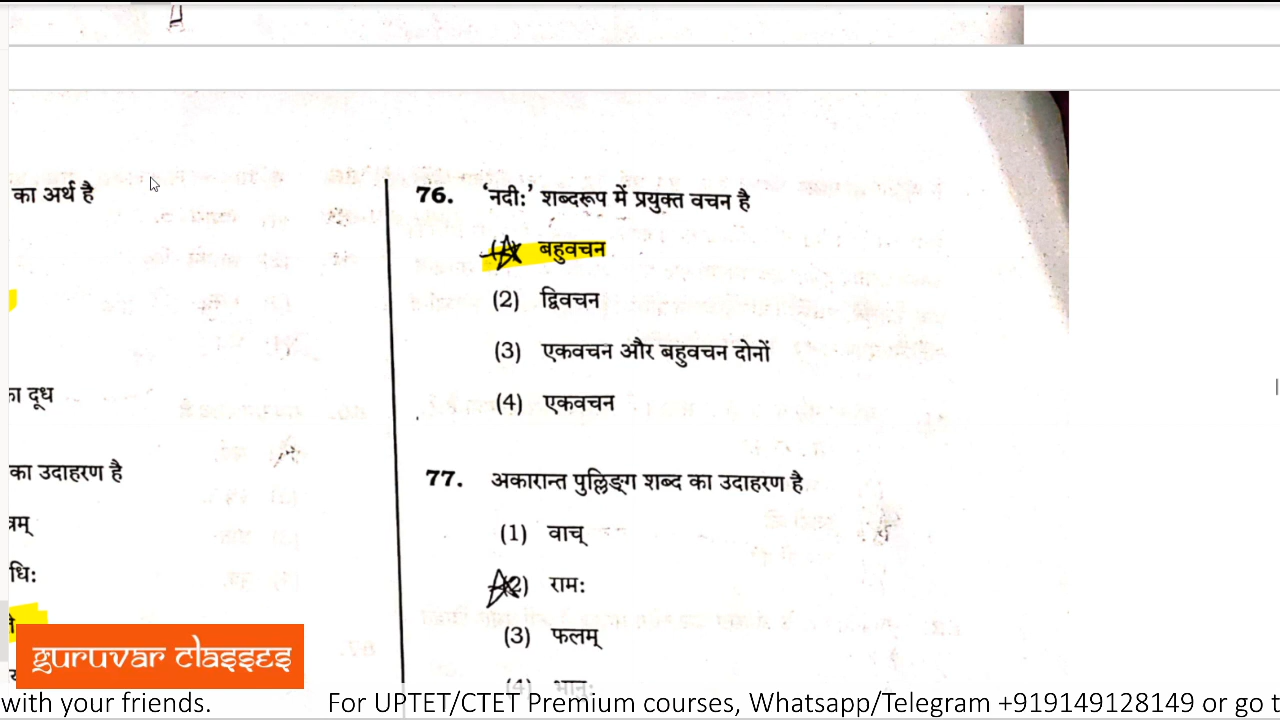 का अर्थ है
का दूध
का उदाहरण है
त्रम्
धि:
76. 'नदी:' शब्दरूप में प्रयुक्त वचन है
बहुवचन
(2) द्विवचन
(3) एकवचन और बहुवचन दोनों
(4) एकवचन
77. अकारान्त पुल्लिङ्ग शब्द का उदाहरण है
(1) वाच्
(2) राम:
(3) फलम्
(4) भानु:
guruvar classes
with your friends. For UPTET/CTET Premium courses, Whatsapp/Telegram +919149128149 or go t